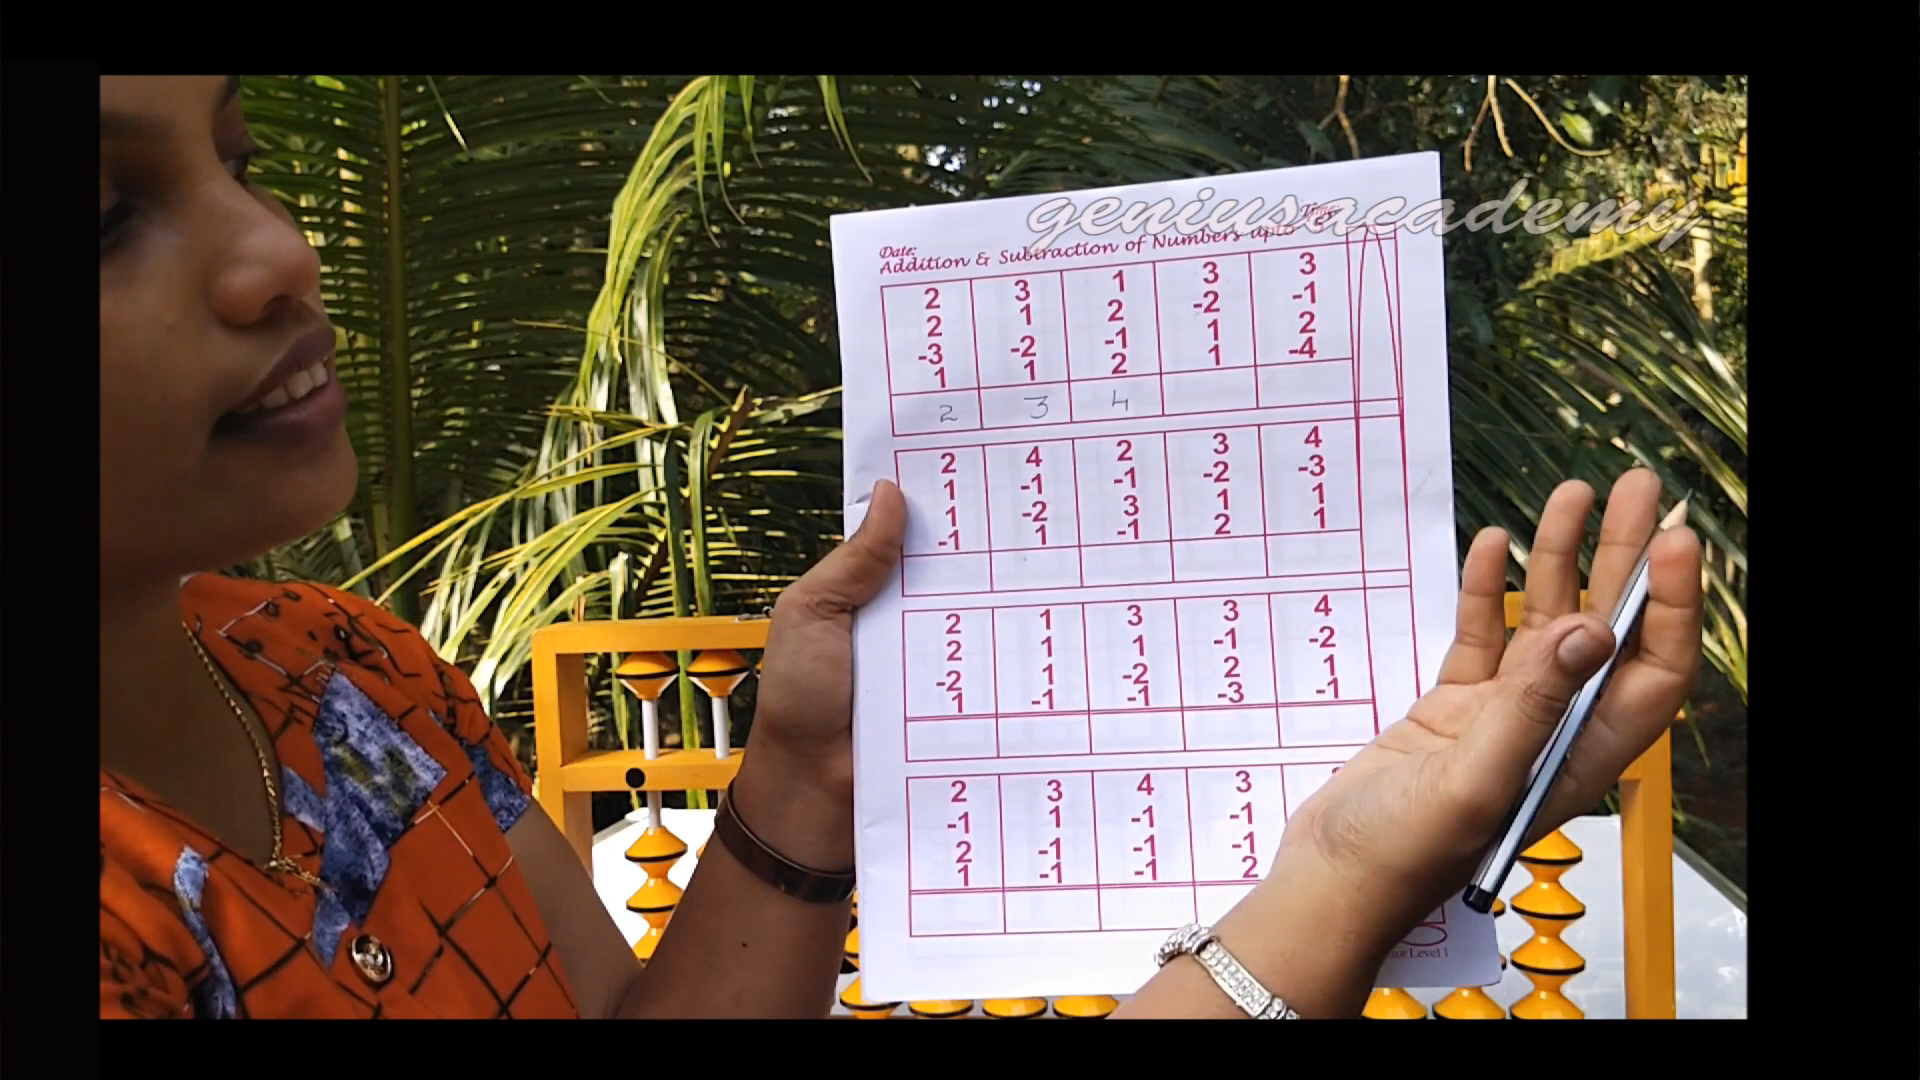 geniusacademy
Date: Time:
Addition & Subtraction of Numbers upto
2 3 1 3 3
2 1 2 -2 -1
-3 -2 -1 1 2
1 1 2 1 -4
2 3 4
2 4 2 3 4
1 -1 -1 -2 -3
1 -2 3 1 1
-1 1 -1 2 1
2 1 3 3 4
2 1 1 -1 -2
-2 1 -2 2 1
1 -1 -1 -3 -1
2 3 4 3
-1 1 -1 -1
2 -1 -1 -1
1 -1 -1 2
Level 1